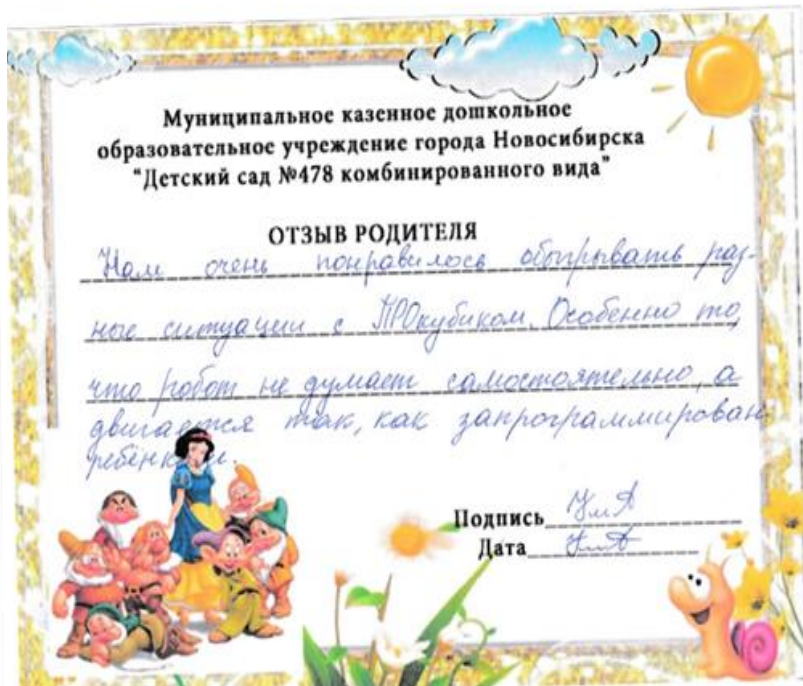 Муниципальное казенное дошкольное
образовательное учреждение города Новосибирска
"Детский сад №478 комбинированного вида"
ОТЗЫВ РОДИТЕЛЯ
Нам очень понравилось обыгрывать раз-
ные ситуации с ПРОкубиком. Особенно то,
что робот не думает самостоятельно, а
двигается так, как запрограммирован
ребёнком.
Подпись
Дата